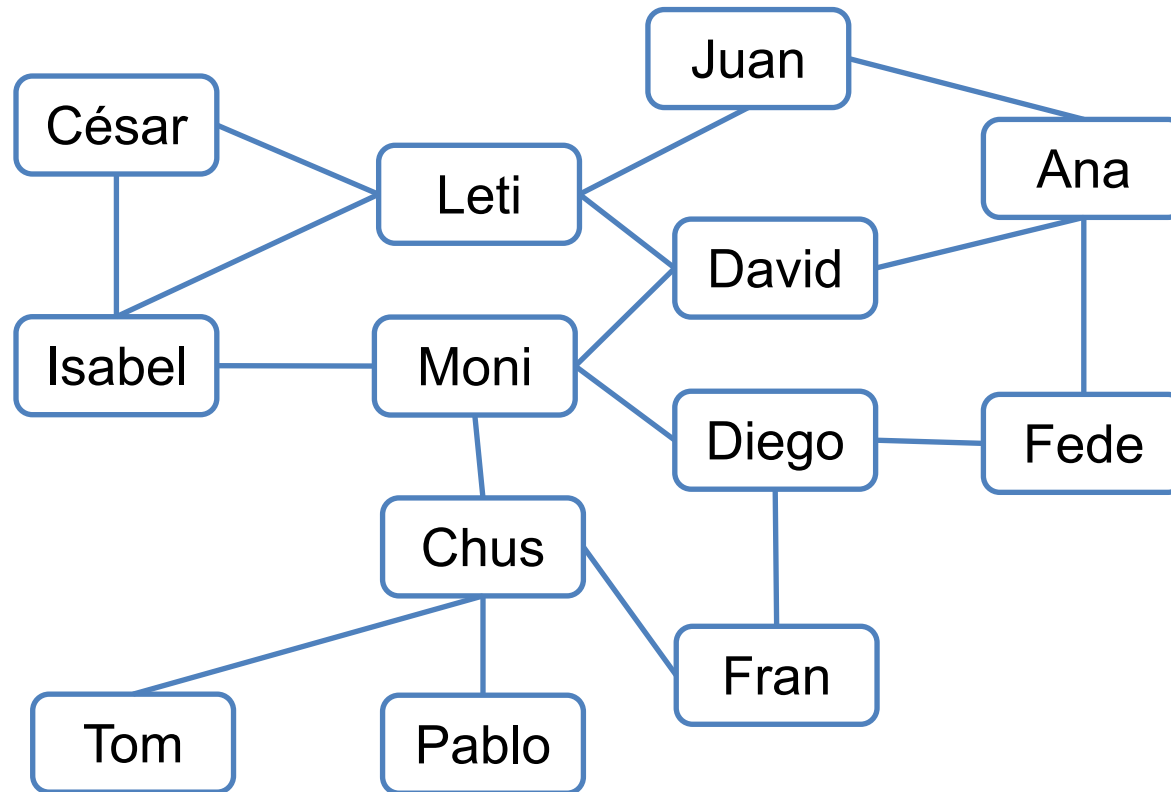 Juan
César
Ana
Leti
David
Isabel
Moni
Diego
Fede
Chus
Fran
Tom
Pablo